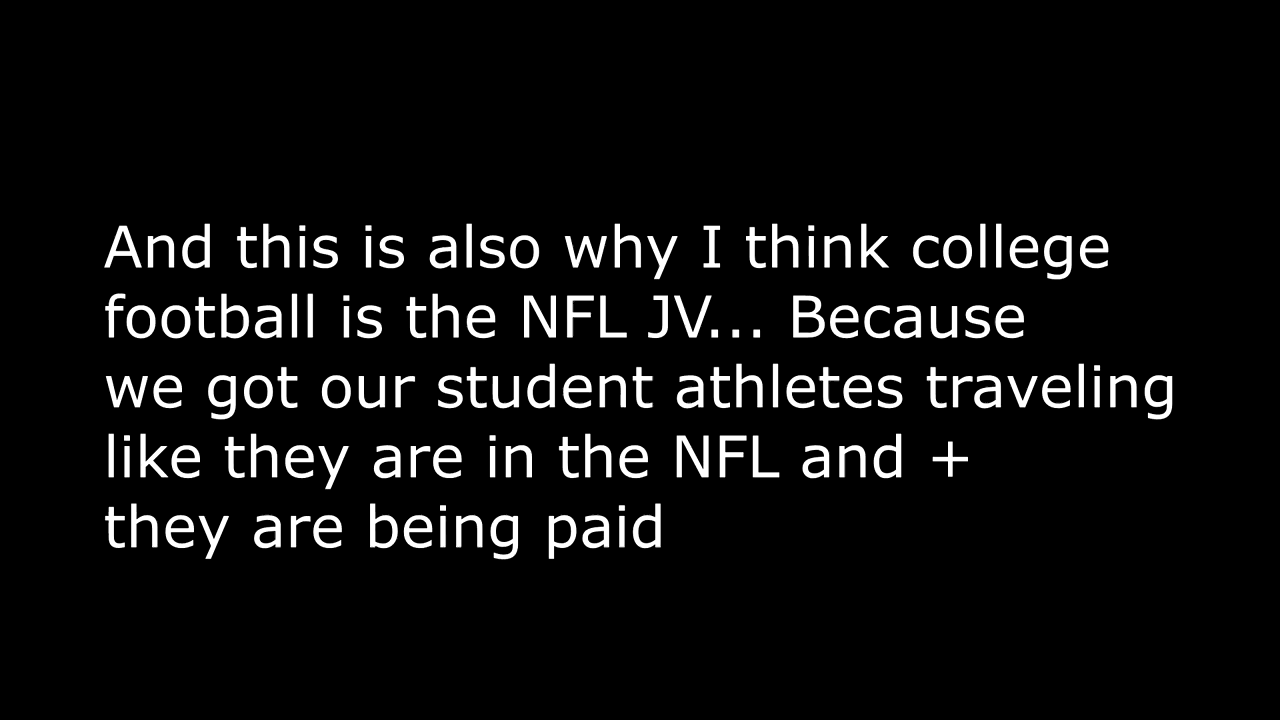 And this is also why I think college
football is the NFL JV... Because
we got our student athletes traveling
like they are in the NFL and +
they are being paid